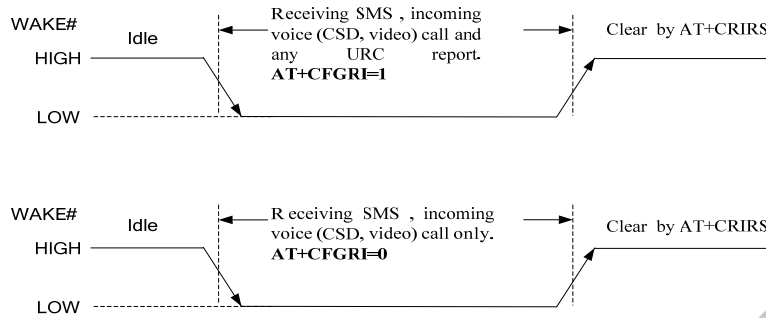 Receiving SMS , incoming
WAKE#
Idle
voice (CSD, video) call and
Clear by AT+CRIRS
HIGH
any URC report.
AT+CFGRI=1
LOW
WAKE#
Idle
R eceiving SMS , incoming
voice (CSD, video) call only.
Clear by AT+CRIRS
HIGH
AT+CFGRI=0
LOW